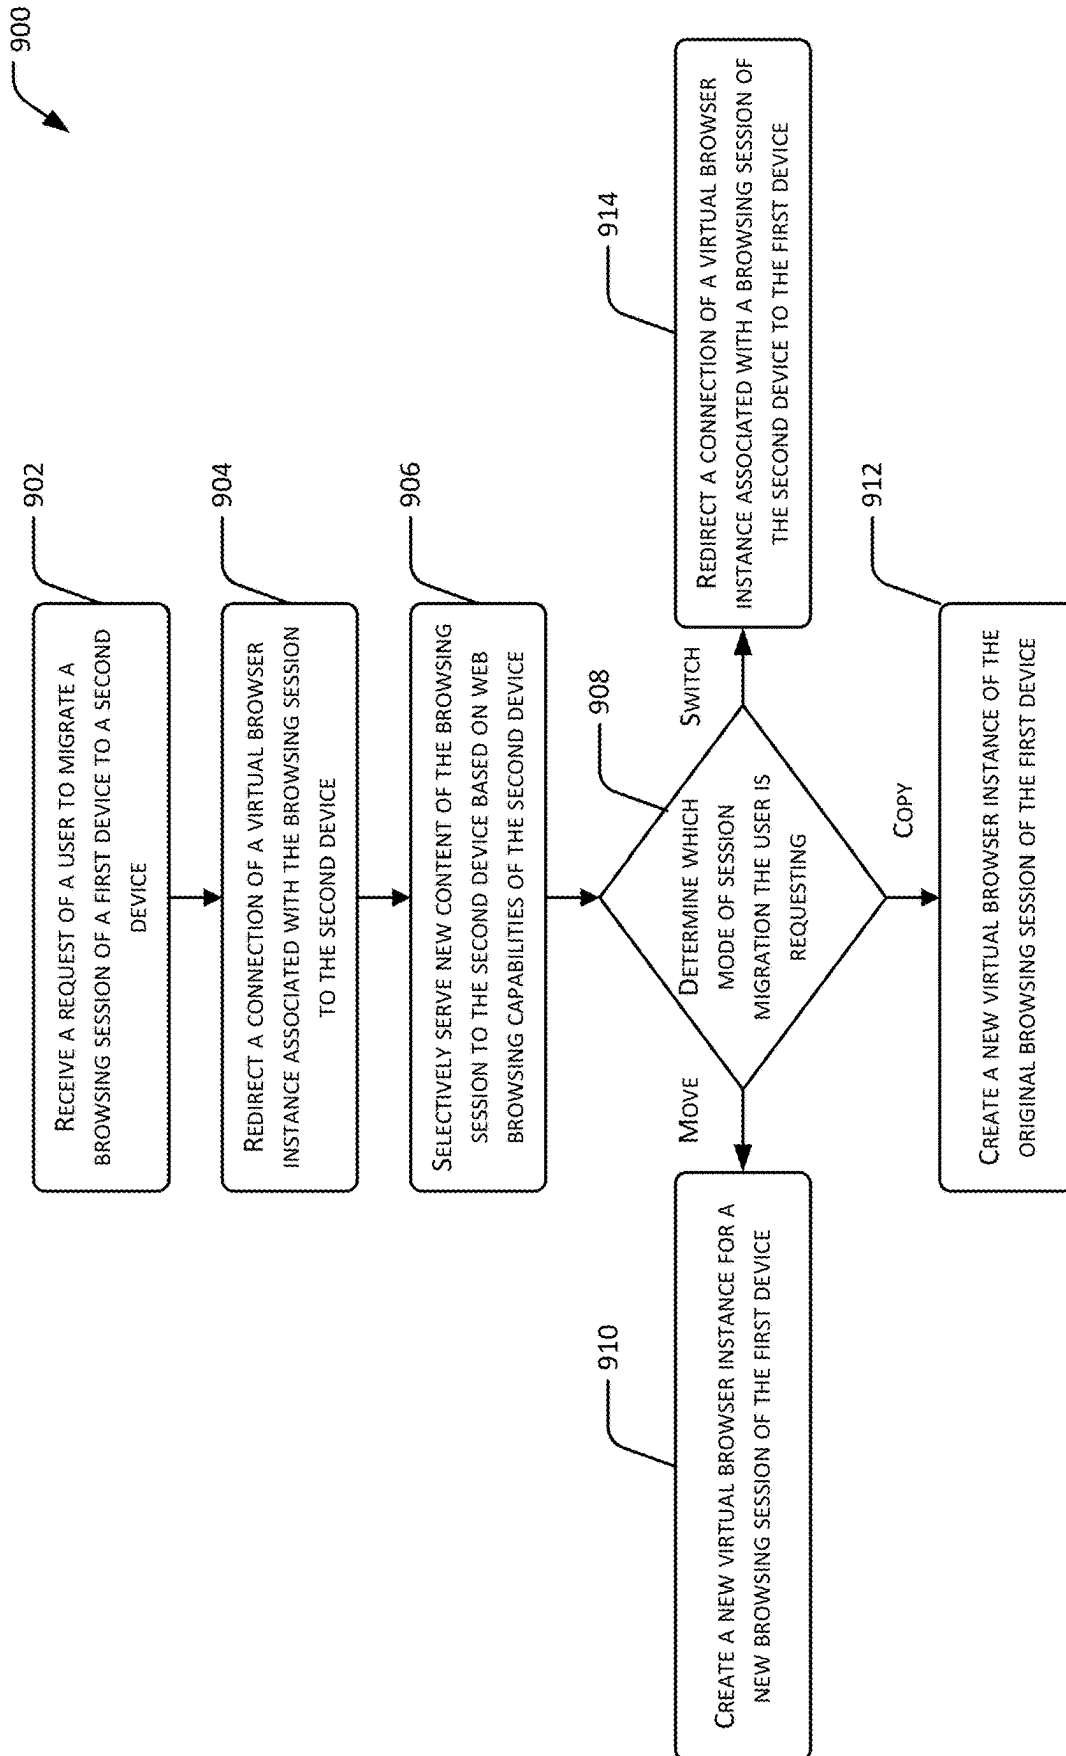 900
902
RECEIVE A REQUEST OF A USER TO MIGRATE A
BROWSING SESSION OF A FIRST DEVICE TO A SECOND
DEVICE
904
REDIRECT A CONNECTION OF A VIRTUAL BROWSER
INSTANCE ASSOCIATED WITH THE BROWSING SESSION
TO THE SECOND DEVICE
906
SELECTIVELY SERVE NEW CONTENT OF THE BROWSING
SESSION TO THE SECOND DEVICE BASED ON WEB
BROWSING CAPABILITIES OF THE SECOND DEVICE
908
DETERMINE WHICH
MODE OF SESSION
MIGRATION THE USER IS
REQUESTING
MOVE
910
CREATE A NEW VIRTUAL BROWSER INSTANCE FOR A
NEW BROWSING SESSION OF THE FIRST DEVICE
SWITCH
914
REDIRECT A CONNECTION OF A VIRTUAL BROWSER
INSTANCE ASSOCIATED WITH A BROWSING SESSION OF
THE SECOND DEVICE TO THE FIRST DEVICE
COPY
912
CREATE A NEW VIRTUAL BROWSER INSTANCE OF THE
ORIGINAL BROWSING SESSION OF THE FIRST DEVICE